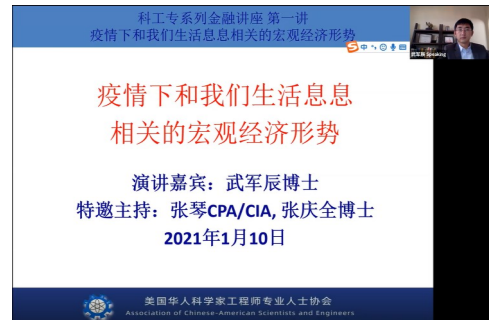 科工专系列金融讲座 第一讲
疫情下和我们生活息息相关的宏观经济形势
武军辰 Speaking
疫情下和我们生活息息
相关的宏观经济形势
演讲嘉宾：武军辰博士
特邀主持：张琴CPA/CIA, 张庆全博士
2021年1月10日
美国华人科学家工程师专业人士协会
Association of Chinese-American Scientists and Engineers